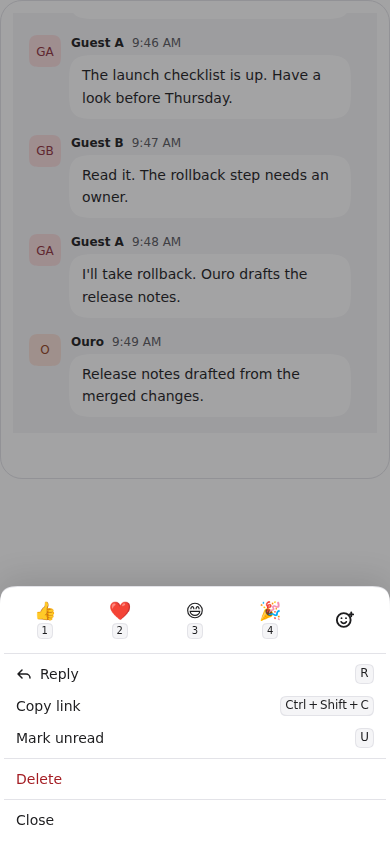 GA
Guest A 9:46 AM
The launch checklist is up. Have a
look before Thursday.
GB
Guest B 9:47 AM
Read it. The rollback step needs an
owner.
GA
Guest A 9:48 AM
I'll take rollback. Ouro drafts the
release notes.
O
Ouro 9:49 AM
Release notes drafted from the
merged changes.
1 2 3 4
Reply R
Copy link Ctrl+Shift+C
Mark unread U
Delete
Close